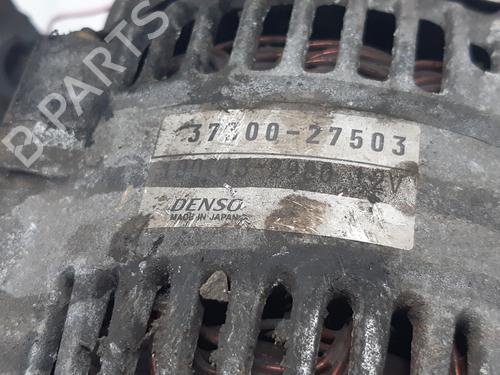 B-PARTS
37300-27503
12V
DENSO
MADE IN JAPAN